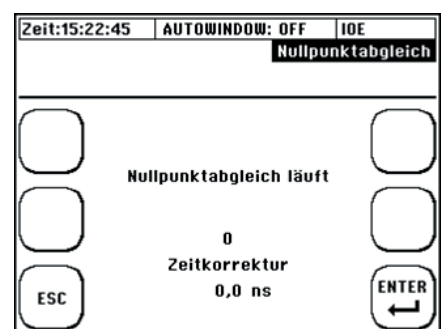 Zeit:15:22:45 AUTOWINDOW: OFF IOE
Nullpunktabgleich
Nullpunktabgleich läuft
0
Zeitkorrektur
0,0 ns
ESC
ENTER